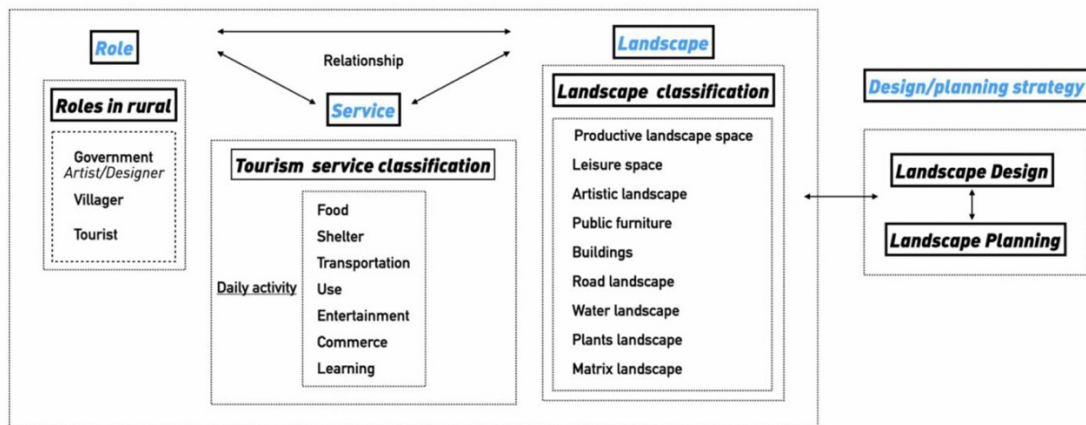 Role
Relationship
Service
Landscape
Design/planning strategy
Roles in rural
Government
Artist/Designer
Villager
Tourist
Tourism service classification
Daily activity
Food
Shelter
Transportation
Use
Entertainment
Commerce
Learning
Landscape classification
Productive landscape space
Leisure space
Artistic landscape
Public furniture
Buildings
Road landscape
Water landscape
Plants landscape
Matrix landscape
Landscape Design
Landscape Planning